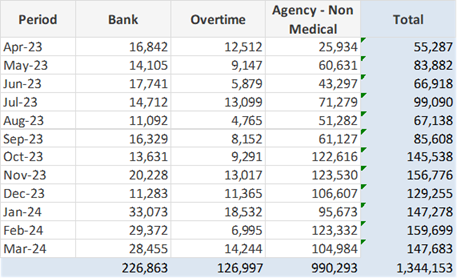 Period Bank Overtime Agency - Non Medical Total
Apr-23 16,842 12,512 25,934 55,287
May-23 14,105 9,147 60,631 83,882
Jun-23 17,741 5,879 43,297 66,918
Jul-23 14,712 13,099 71,279 99,090
Aug-23 11,092 4,765 51,282 67,138
Sep-23 16,329 8,152 61,127 85,608
Oct-23 13,631 9,291 122,616 145,538
Nov-23 20,228 13,017 123,530 156,776
Dec-23 11,283 11,365 106,607 129,255
Jan-24 33,073 18,532 95,673 147,278
Feb-24 29,372 6,995 123,332 159,699
Mar-24 28,455 14,244 104,984 147,683
226,863 126,997 990,293 1,344,153